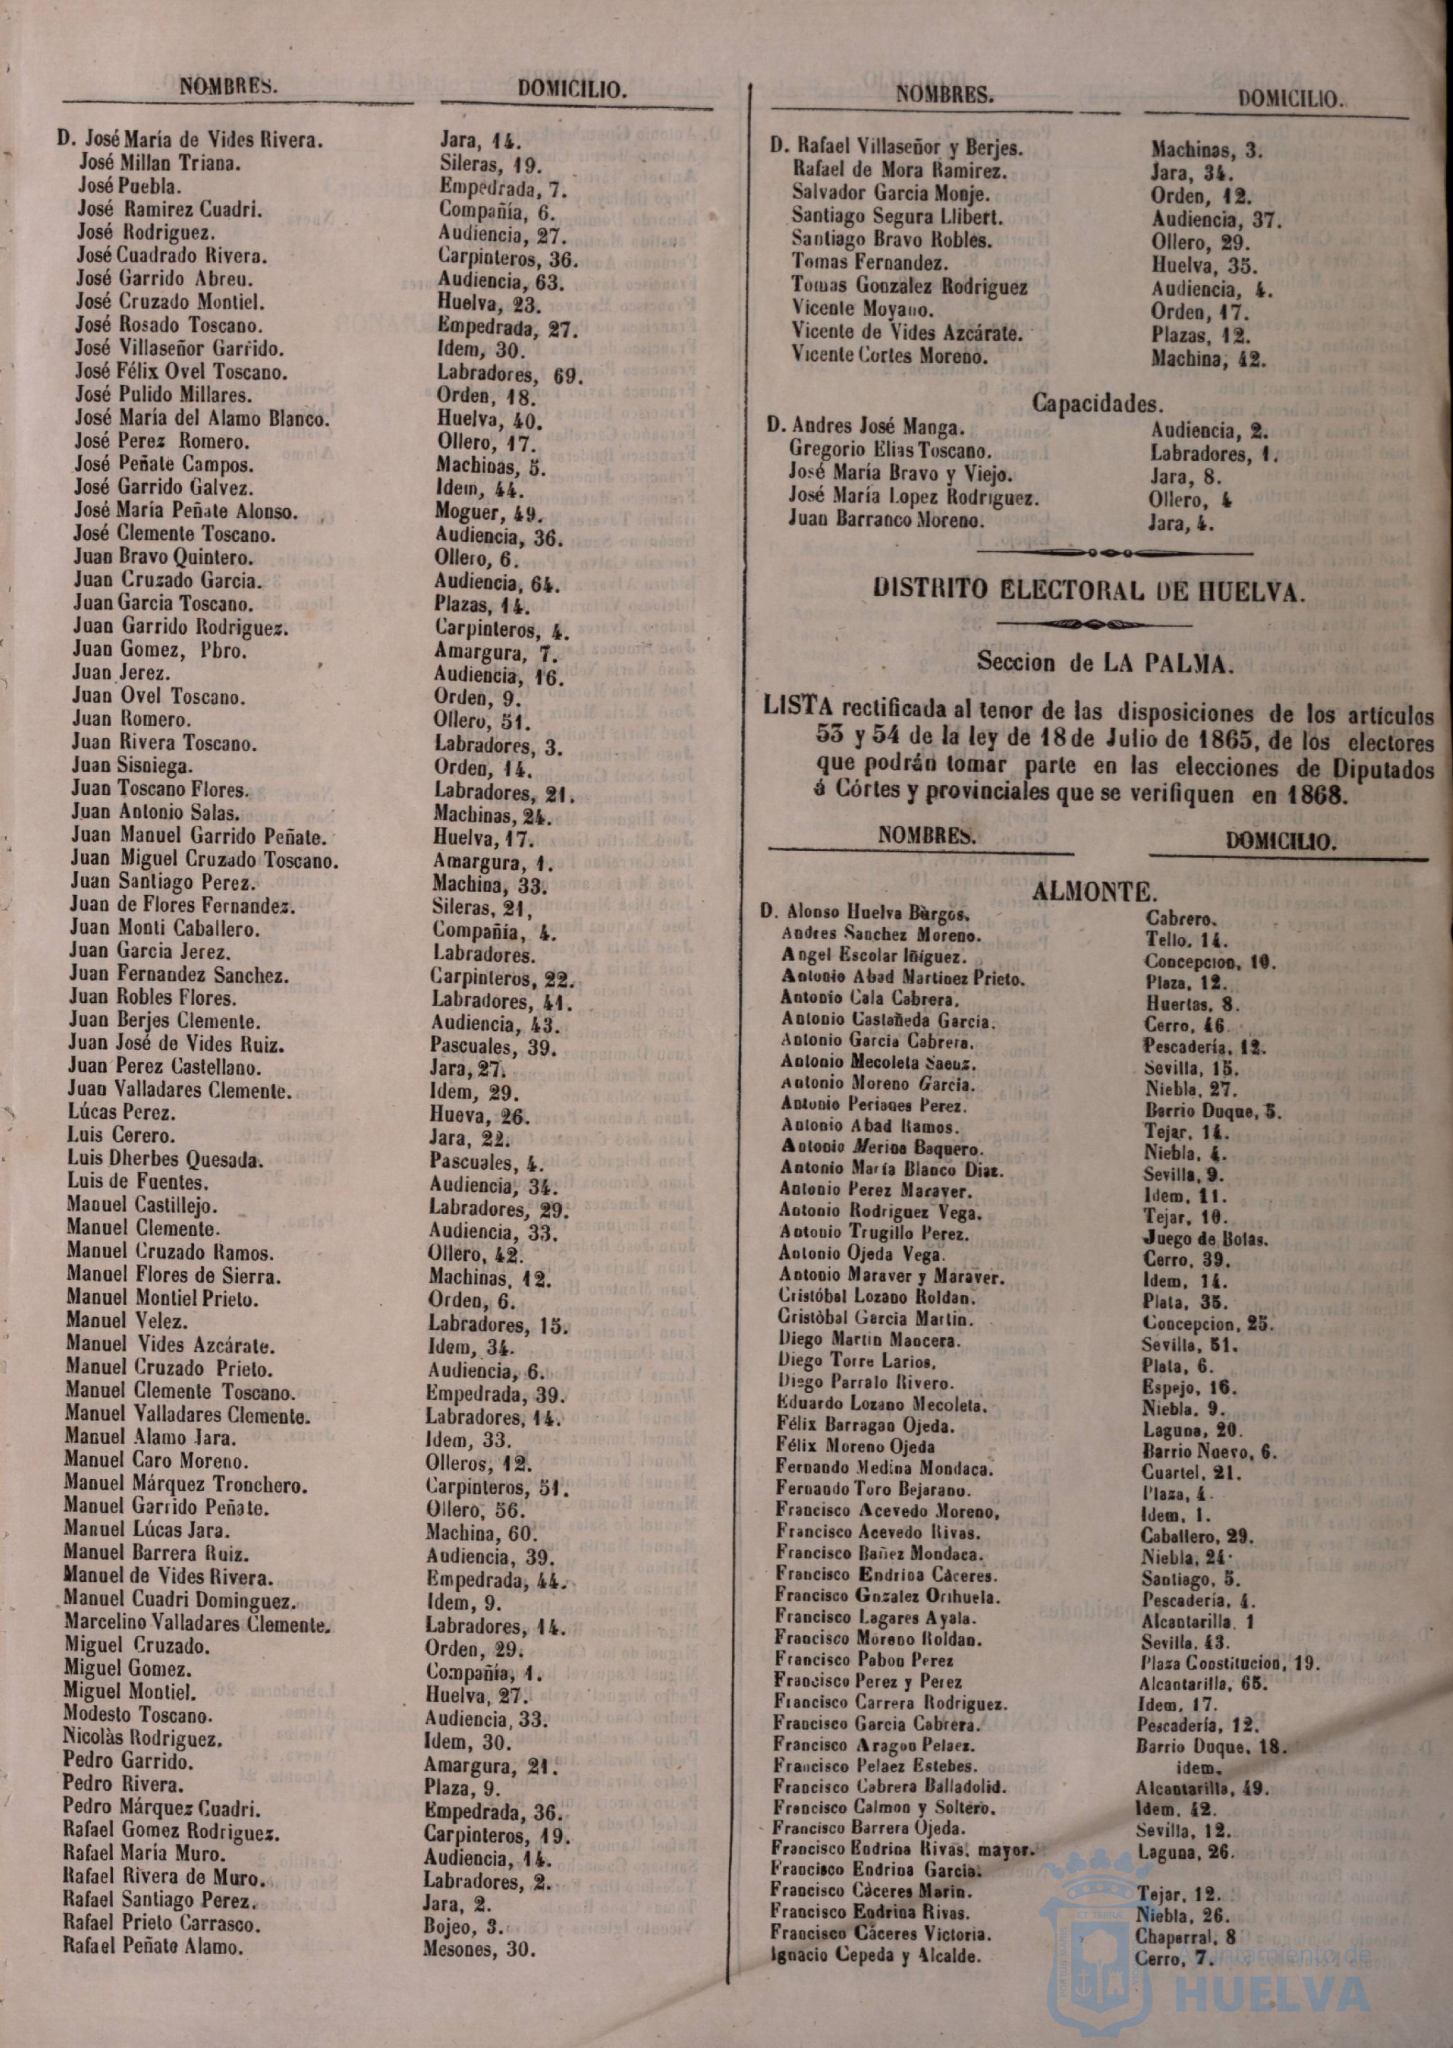 NOMBRES. DOMICILIO.
D. José María de Vides Rivera. Jara, 14.
José Millan Triana. Sileras, 19.
José Puebla. Empedrada, 7.
José Ramirez Cuadri. Compañía, 6.
José Rodriguez. Audiencia, 27.
José Cuadrado Rivera. Carpinteros, 36.
José Garrido Abreu. Audiencia, 63.
José Cruzado Montiel. Huelva, 23.
José Rosado Toscano. Empedrada, 27.
José Villaseñor Garrido. Idem, 30.
José Félix Ovel Toscano. Labradores, 69.
José Pulido Millares. Orden, 18.
José María del Alamo Blanco. Huelva, 40.
José Perez Romero. Ollero, 17.
José Peñate Campos. Machinas, 5.
José Garrido Galvez. Idem, 44.
José María Peñate Alonso. Moguer, 49.
José Clemente Toscano. Audiencia, 36.
Juan Bravo Quintero. Ollero, 6.
Juan Cruzado Garcia. Audiencia, 64.
Juan Garcia Toscano. Plazas, 14.
Juan Garrido Rodriguez. Carpinteros, 4.
Juan Gomez, Pbro. Amargura, 7.
Juan Jerez. Audiencia, 16.
Juan Ovel Toscano. Orden, 9.
Juan Romero. Ollero, 51.
Juan Rivera Toscano. Labradores, 3.
Juan Sisniega. Orden, 14.
Juan Toscano Flores. Labradores, 21.
Juan Antonio Salas. Machinas, 24.
Juan Manuel Garrido Peñate. Huelva, 17.
Juan Miguel Cruzado Toscano. Amargura, 1.
Juan Santiago Perez. Machina, 33.
Juan de Flores Fernandez. Sileras, 21,
Juan Monti Caballero. Compañía, 4.
Juan Garcia Jerez. Labradores.
Juan Fernandez Sanchez. Carpinteros, 22.
Juan Robles Flores. Labradores, 41.
Juan Berjes Clemente. Audiencia, 43.
Juan José de Vides Ruiz. Pascuales, 39.
Juan Perez Castellano. Jara, 27.
Juan Valladares Clemente. Idem, 29.
Lúcas Perez. Hueva, 26.
Luis Cerero. Jara, 22.
Luis Dherbes Quesada. Pascuales, 4.
Luis de Fuentes. Audiencia, 34.
Manuel Castillejo. Labradores, 29.
Manuel Clemente. Audiencia, 33.
Manuel Cruzado Ramos. Ollero, 42.
Manuel Flores de Sierra. Machinas, 12.
Manuel Montiel Prieto. Orden, 6.
Manuel Velez. Labradores, 15.
Manuel Vides Azcárate. Idem, 34.
Manuel Cruzado Prieto. Audiencia, 6.
Manuel Clemente Toscano. Empedrada, 39.
Manuel Valladares Clemente. Labradores, 14.
Manuel Alamo Jara. Idem, 33.
Manuel Caro Moreno. Olleros, 12.
Manuel Márquez Tronchero. Carpinteros, 51.
Manuel Garrido Peñate. Ollero, 56.
Manuel Lúcas Jara. Machina, 60.
Manuel Barrera Ruiz. Audiencia, 39.
Manuel de Vides Rivera. Empedrada, 44.
Manuel Cuadri Dominguez. Idem, 9.
Marcelino Valladares Clemente. Labradores, 14.
Miguel Cruzado. Orden, 29.
Miguel Gomez. Compañía, 1.
Miguel Montiel. Huelva, 27.
Modesto Toscano. Audiencia, 33.
Nicolàs Rodriguez. Idem, 30.
Pedro Garrido. Amargura, 21.
Pedro Rivera. Plaza, 9.
Pedro Márquez Cuadri. Empedrada, 36.
Rafael Gomez Rodriguez. Carpinteros, 19.
Rafael María Muro. Audiencia, 14.
Rafael Rivera de Muro. Labradores, 2.
Rafael Santiago Perez. Jara, 2.
Rafael Prieto Carrasco. Bojeo, 3.
Rafael Peñate Alamo. Mesones, 30.
NOMBRES. DOMICILIO.
D. Rafael Villaseñor y Berjes. Machinas, 3.
Rafael de Mora Ramirez. Jara, 34.
Salvador Garcia Monje. Orden, 12.
Santiago Segura Llibert. Audiencia, 37.
Santiago Bravo Robles. Ollero, 29.
Tomas Fernandez. Huelva, 35.
Tomas Gonzalez Rodriguez Audiencia, 4.
Vicente Moyano. Orden, 17.
Vicente de Vides Azcárate. Plazas, 12.
Vicente Cortes Moreno. Machina, 42.
Capacidades.
D. Andres José Manga. Audiencia, 2.
Gregorio Elias Toscano. Labradores, 1.
José María Bravo y Viejo. Jara, 8.
José María Lopez Rodriguez. Ollero, 4
Juan Barranco Moreno. Jara, 4.
DISTRITO ELECTORAL DE HUELVA.
Seccion de LA PALMA.
LISTA rectificada al tenor de las disposiciones de los artículos
53 y 54 de la ley de 18 de Julio de 1865, de los electores
que podrán tomar parte en las elecciones de Diputados
á Córtes y provinciales que se verifiquen en 1868.
NOMBRES. DOMICILIO.
ALMONTE.
D. Alonso Huelva Bùrgos. Cabrero.
Andres Sanchez Moreno. Tello, 14.
Angel Escolar Iñiguez. Concepcion, 10.
Antonio Abad Martinez Prieto. Plaza, 12.
Antonio Cala Cabrera. Huertas, 8.
Antonio Castañeda Garcia. Cerro, 46.
Antonio Garcia Cabrera. Pescadería, 12.
Antonio Mecoleta Saenz. Sevilla, 15.
Antonio Moreno Garcia. Niebla, 27.
Antonio Periañes Perez. Barrio Duque, 5.
Antonio Abad Ramos. Tejar, 14.
Antonio Merina Baquero. Niebla, 4.
Antonio María Blanco Diaz. Sevilla, 9.
Antonio Perez Maraver. Idem, 11.
Antonio Rodriguez Vega. Tejar, 10.
Antonio Trugillo Perez. Juego de Bolas.
Antonio Ojeda Vega. Cerro, 39.
Antonio Maraver y Maraver. Idem, 14.
Cristóbal Lozano Roldan. Plata, 35.
Cristòbal Garcia Martin. Concepcion, 25.
Diego Martin Mancera. Sevilla, 51.
Diego Torre Larios, Plata, 6.
Diego Parralo Rivero. Espejo, 16.
Eduardo Lozano Mecoleta. Niebla, 9.
Félix Barragan Ojeda. Laguna, 20.
Félix Moreno Ojeda Barrio Nuevo, 6.
Fernando Medina Mondaca. Cuartel, 21.
Fernando Toro Bejarano. Plaza, 4.
Francisco Acevedo Moreno, Idem, 1.
Francisco Acevedo Rivas. Caballero, 29.
Francisco Bañez Mondaca. Niebla, 24.
Francisco Endrina Càceres. Santiago, 5.
Francisco Gnzalez Orihuela. Pescadería, 4.
Francisco Lagares Ayala. Alcantarilla, 1
Francisco Moreno Roldan. Sevilla, 43.
Francisco Pabon Perez Plaza Constitucion, 19.
Francisco Perez y Perez Alcantarilla, 65.
Francisco Carrera Rodriguez. Idem, 17.
Francisco Garcia Cabrera. Pescadería, 12.
Francisco Aragon Pelaez. Barrio Duque, 18.
Francisco Pelaez Estebes. idem.
Francisco Cabrera Balladolid. Alcantarilla, 49.
Francisco Calmon y Soltero. Idem, 42.
Francisco Barrera Ojeda. Sevilla, 12.
Francisco Endrina Rivas, mayor. Laguna, 26.
Francisco Endrina Garcia.
Francisco Càceres Marin. Tejar, 12.
Francisco Endrina Rivas. Niebla, 26.
Francisco Cáceres Victoria. Chaparral, 8
Ignacio Cepeda y Alcalde. Cerro, 7.
Ayuntamiento de
HUELVA